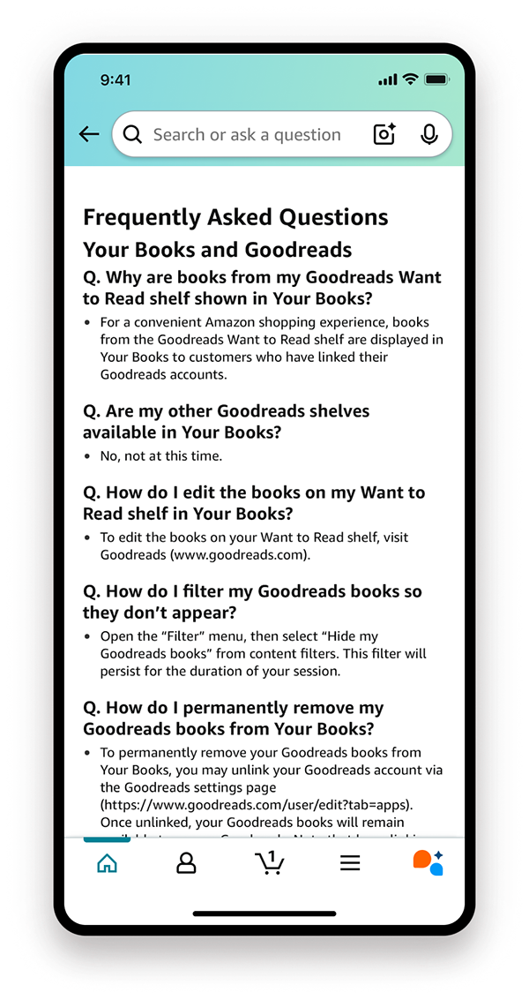 9:41
Search or ask a question
Frequently Asked Questions
Your Books and Goodreads
Q. Why are books from my Goodreads Want
to Read shelf shown in Your Books?
• For a convenient Amazon shopping experience, books
from the Goodreads Want to Read shelf are displayed in
Your Books to customers who have linked their
Goodreads accounts.
Q. Are my other Goodreads shelves
available in Your Books?
• No, not at this time.
Q. How do I edit the books on my Want to
Read shelf in Your Books?
• To edit the books on your Want to Read shelf, visit
Goodreads (www.goodreads.com).
Q. How do I filter my Goodreads books so
they don’t appear?
• Open the “Filter” menu, then select “Hide my
Goodreads books” from content filters. This filter will
persist for the duration of your session.
Q. How do I permanently remove my
Goodreads books from Your Books?
• To permanently remove your Goodreads books from
Your Books, you may unlink your Goodreads account via
the Goodreads settings page
(https://www.goodreads.com/user/edit?tab=apps).
Once unlinked, your Goodreads books will remain
1